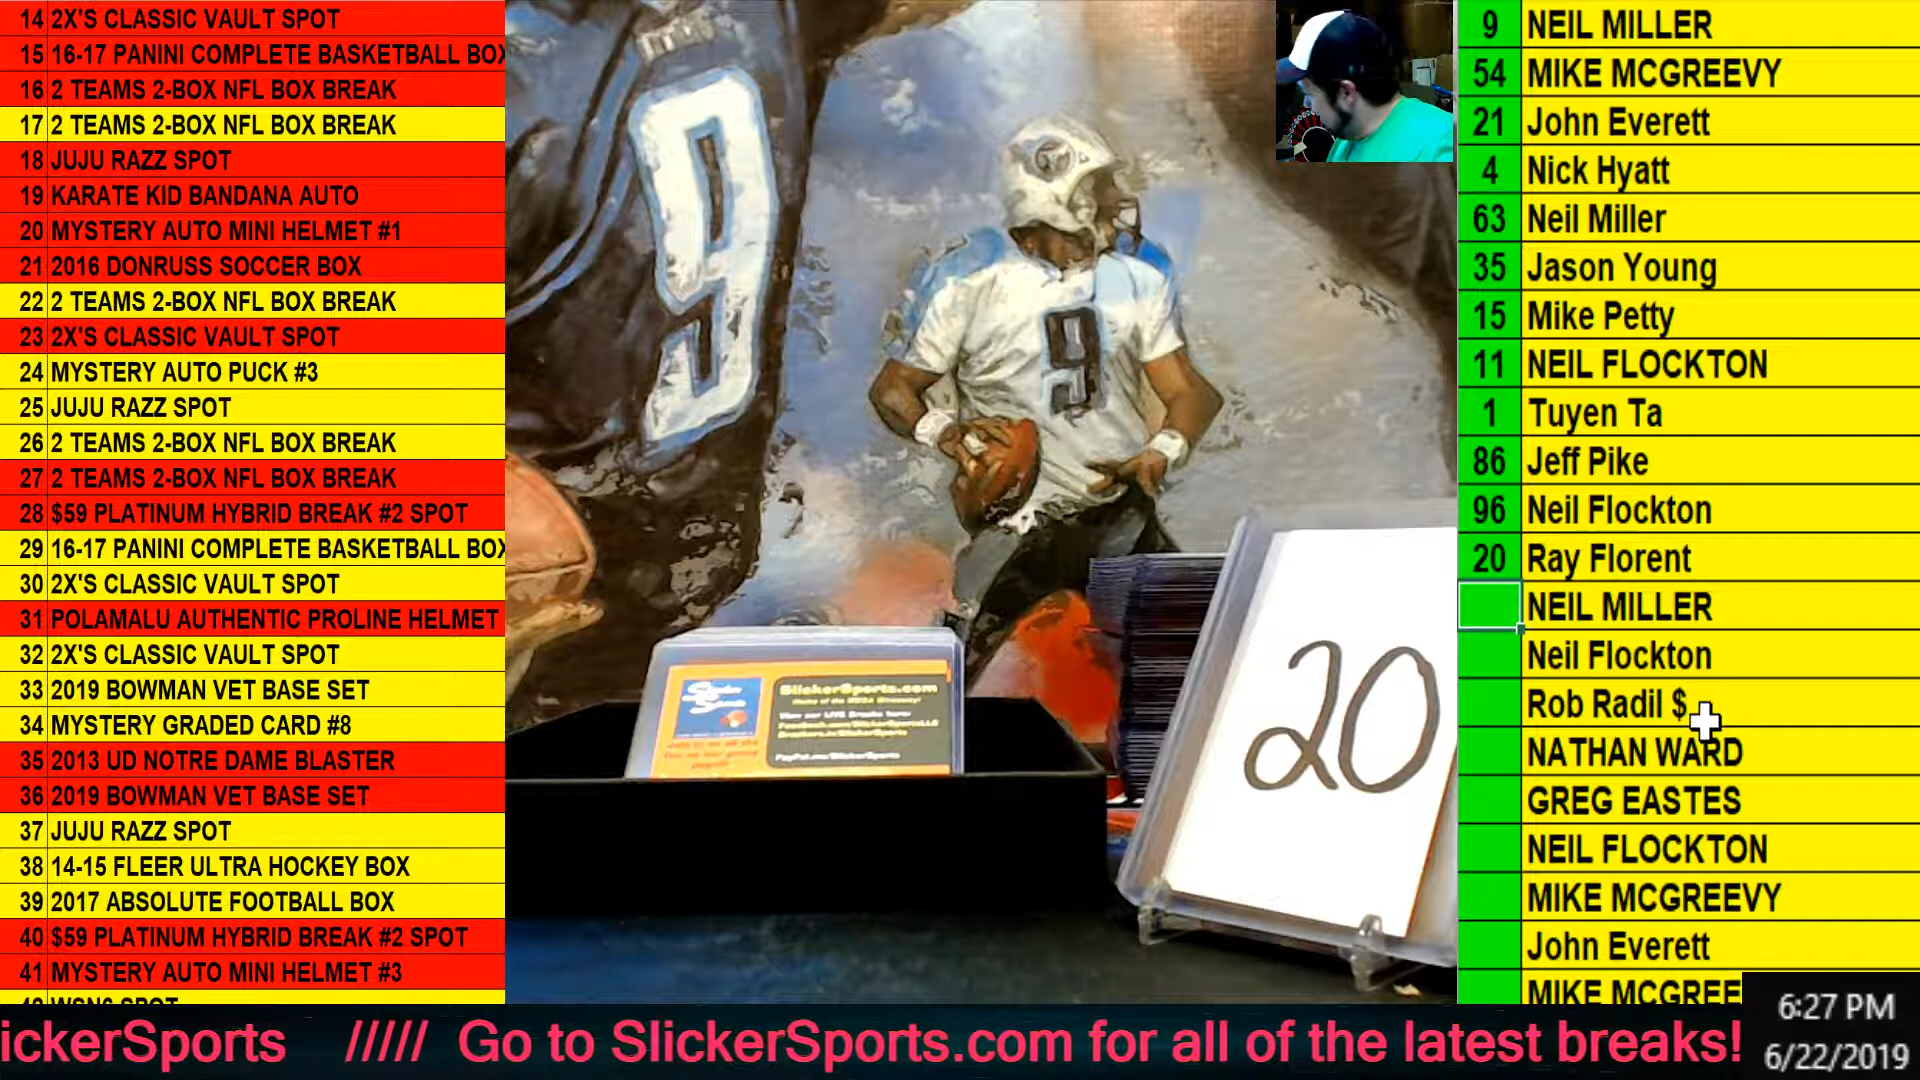 14 2X'S CLASSIC VAULT SPOT
15 16-17 PANINI COMPLETE BASKETBALL BOX
16 2 TEAMS 2-BOX NFL BOX BREAK
17 2 TEAMS 2-BOX NFL BOX BREAK
18 JUJU RAZZ SPOT
19 KARATE KID BANDANA AUTO
20 MYSTERY AUTO MINI HELMET #1
21 2016 DONRUSS SOCCER BOX
22 2 TEAMS 2-BOX NFL BOX BREAK
23 2X'S CLASSIC VAULT SPOT
24 MYSTERY AUTO PUCK #3
25 JUJU RAZZ SPOT
26 2 TEAMS 2-BOX NFL BOX BREAK
27 2 TEAMS 2-BOX NFL BOX BREAK
28 $59 PLATINUM HYBRID BREAK #2 SPOT
29 16-17 PANINI COMPLETE BASKETBALL BOX
30 2X'S CLASSIC VAULT SPOT
31 POLAMALU AUTHENTIC PROLINE HELMET
32 2X'S CLASSIC VAULT SPOT
33 2019 BOWMAN VET BASE SET
34 MYSTERY GRADED CARD #8
35 2013 UD NOTRE DAME BLASTER
36 2019 BOWMAN VET BASE SET
37 JUJU RAZZ SPOT
38 14-15 FLEER ULTRA HOCKEY BOX
39 2017 ABSOLUTE FOOTBALL BOX
40 $59 PLATINUM HYBRID BREAK #2 SPOT
41 MYSTERY AUTO MINI HELMET #3
9
9
SlickerSports.com
20
9 NEIL MILLER
54 MIKE MCGREEVY
21 John Everett
4 Nick Hyatt
63 Neil Miller
35 Jason Young
15 Mike Petty
11 NEIL FLOCKTON
1 Tuyen Ta
86 Jeff Pike
96 Neil Flockton
20 Ray Florent
NEIL MILLER
Neil Flockton
Rob Radil $
NATHAN WARD
GREG EASTES
NEIL FLOCKTON
MIKE MCGREEVY
John Everett
MIKE MCGREE
ickerSports ///// Go to SlickerSports.com for all of the latest breaks!
6:27 PM
6/22/2019